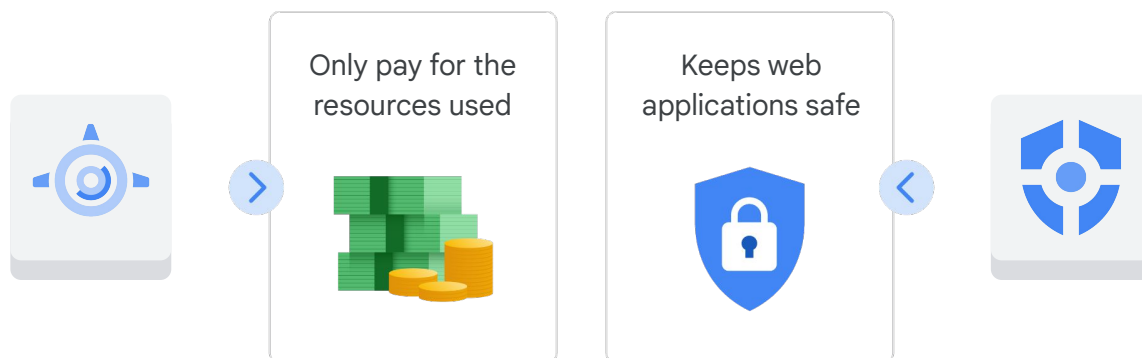 Only pay for the
resources used
Keeps web
applications safe